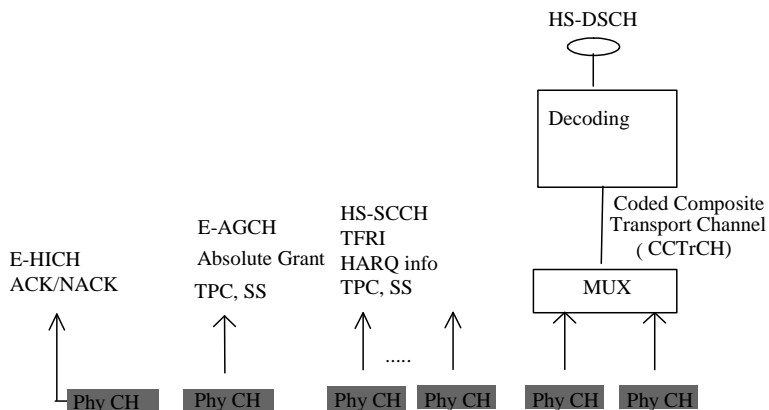 HS-DSCH
Decoding
Coded Composite
Transport Channel
( CCTrCH)
MUX
HS-SCCH
TFRI
HARQ info
TPC, SS
E-AGCH
Absolute Grant
TPC, SS
E-HICH
ACK/NACK
.....
Phy CH
Phy CH
Phy CH
Phy CH
Phy CH
Phy CH